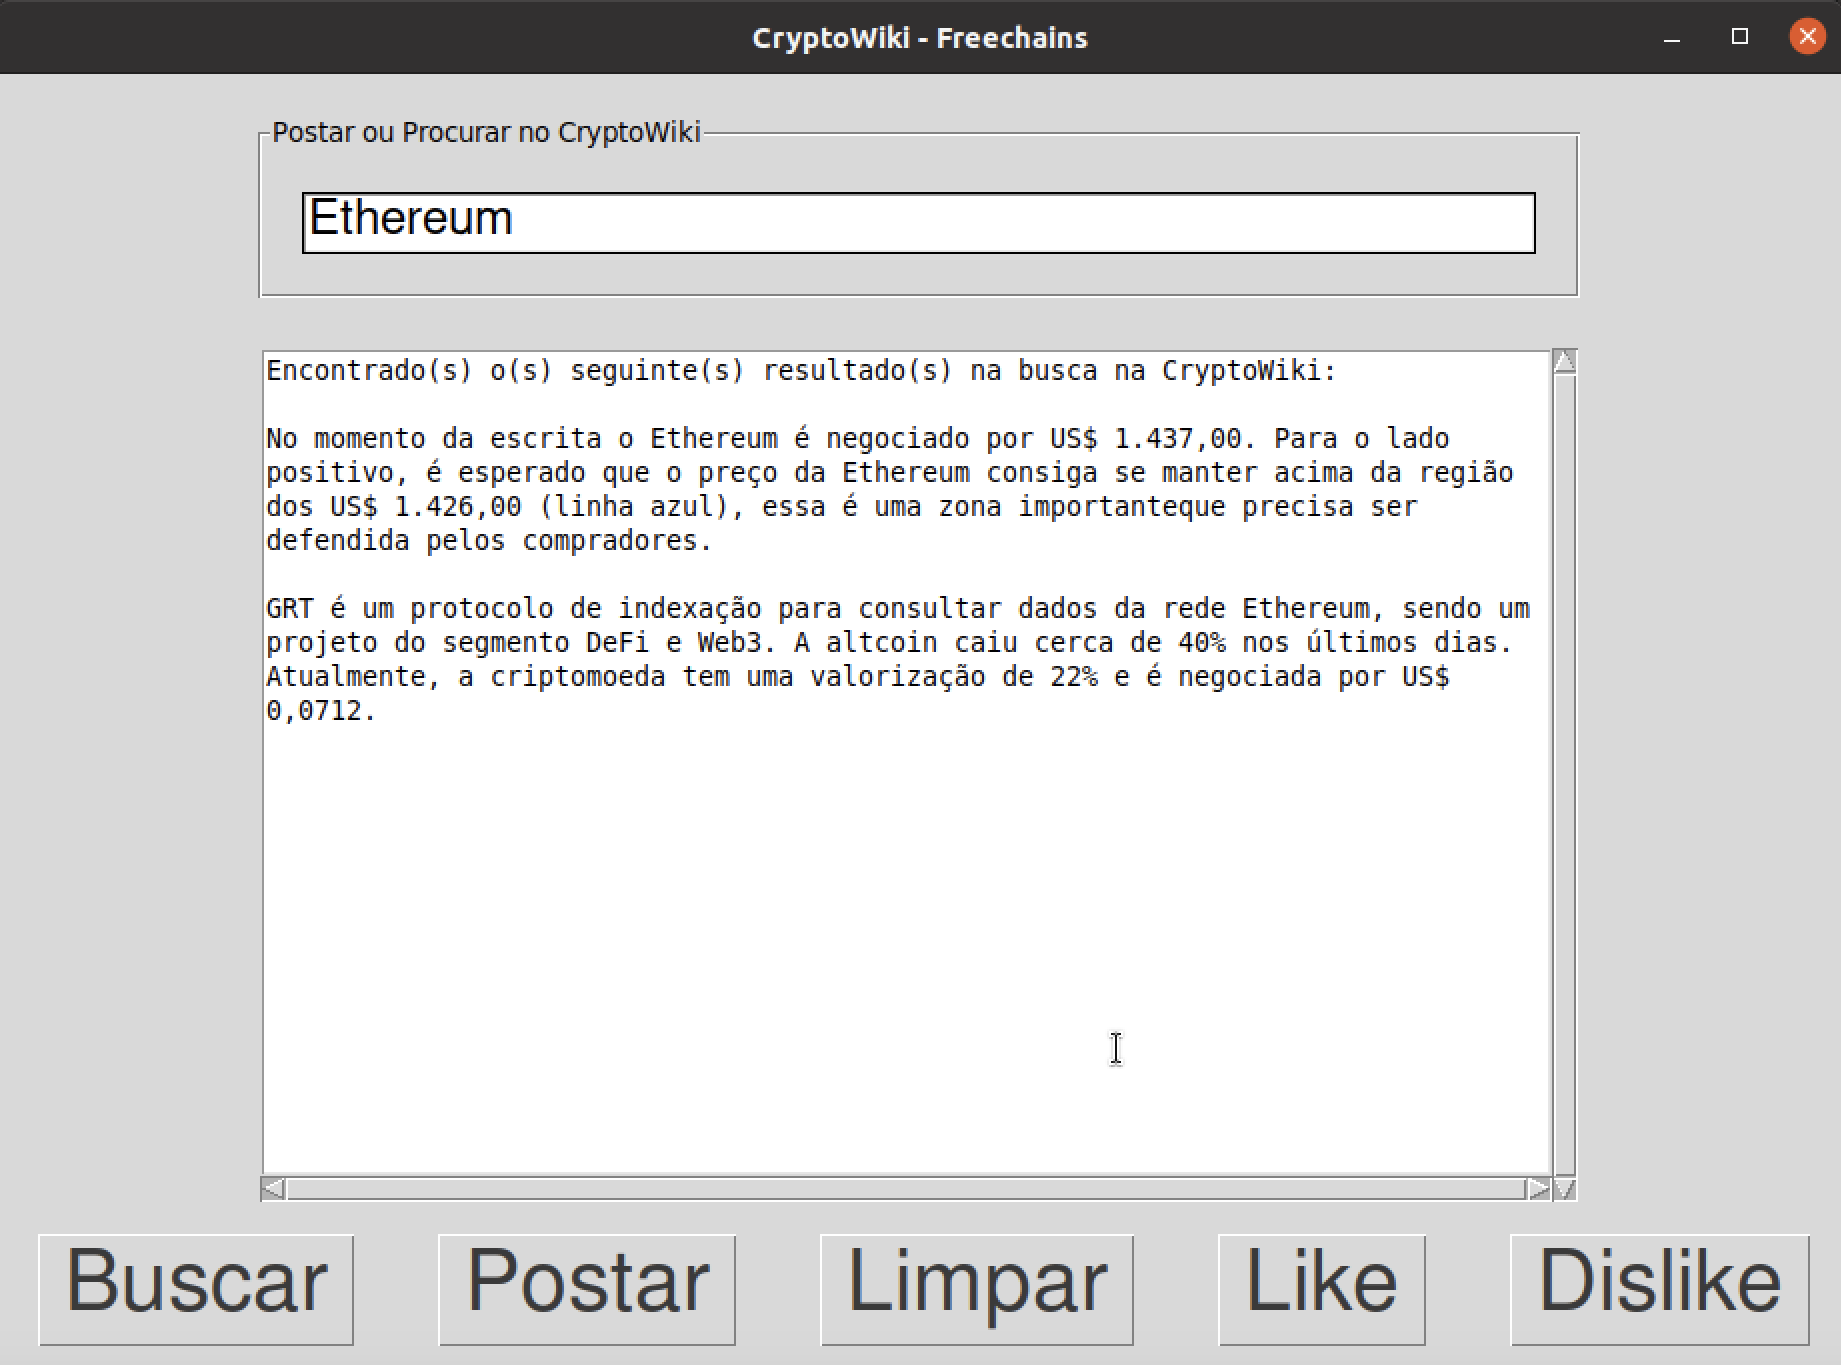 CryptoWiki - Freechains
Postar ou Procurar no CryptoWiki
Ethereum
Encontrado(s) o(s) seguinte(s) resultado(s) na busca na CryptoWiki:
No momento da escrita o Ethereum é negociado por US$ 1.437,00. Para o lado
positivo, é esperado que o preço da Ethereum consiga se manter acima da região
dos US$ 1.426,00 (linha azul), essa é uma zona importanteque precisa ser
defendida pelos compradores.
GRT é um protocolo de indexação para consultar dados da rede Ethereum, sendo um
projeto do segmento DeFi e Web3. A altcoin caiu cerca de 40% nos últimos dias.
Atualmente, a criptomoeda tem uma valorização de 22% e é negociada por US$
0,0712.
Buscar Postar Limpar Like Dislike